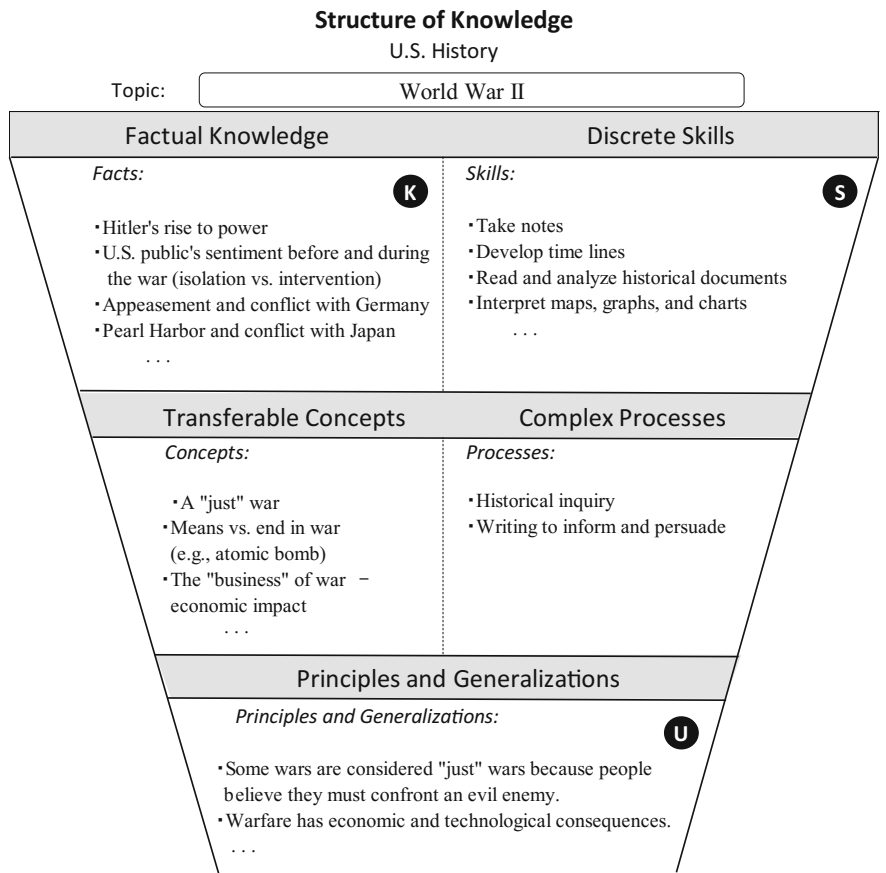 Structure of Knowledge
U.S. History
Topic: World War II
Factual Knowledge
Facts:
K
・Hitler's rise to power
・U.S. public's sentiment before and during
the war (isolation vs. intervention)
・Appeasement and conflict with Germany
・Pearl Harbor and conflict with Japan
. . .
Discrete Skills
Skills:
S
・Take notes
・Develop time lines
・Read and analyze historical documents
・Interpret maps, graphs, and charts
. . .
Transferable Concepts
Concepts:
・A "just" war
・Means vs. end in war
(e.g., atomic bomb)
・The "business" of war –
economic impact
. . .
Complex Processes
Processes:
・Historical inquiry
・Writing to inform and persuade
Principles and Generalizations
Principles and Generalizations:
U
・Some wars are considered "just" wars because people
believe they must confront an evil enemy.
・Warfare has economic and technological consequences.
. . .